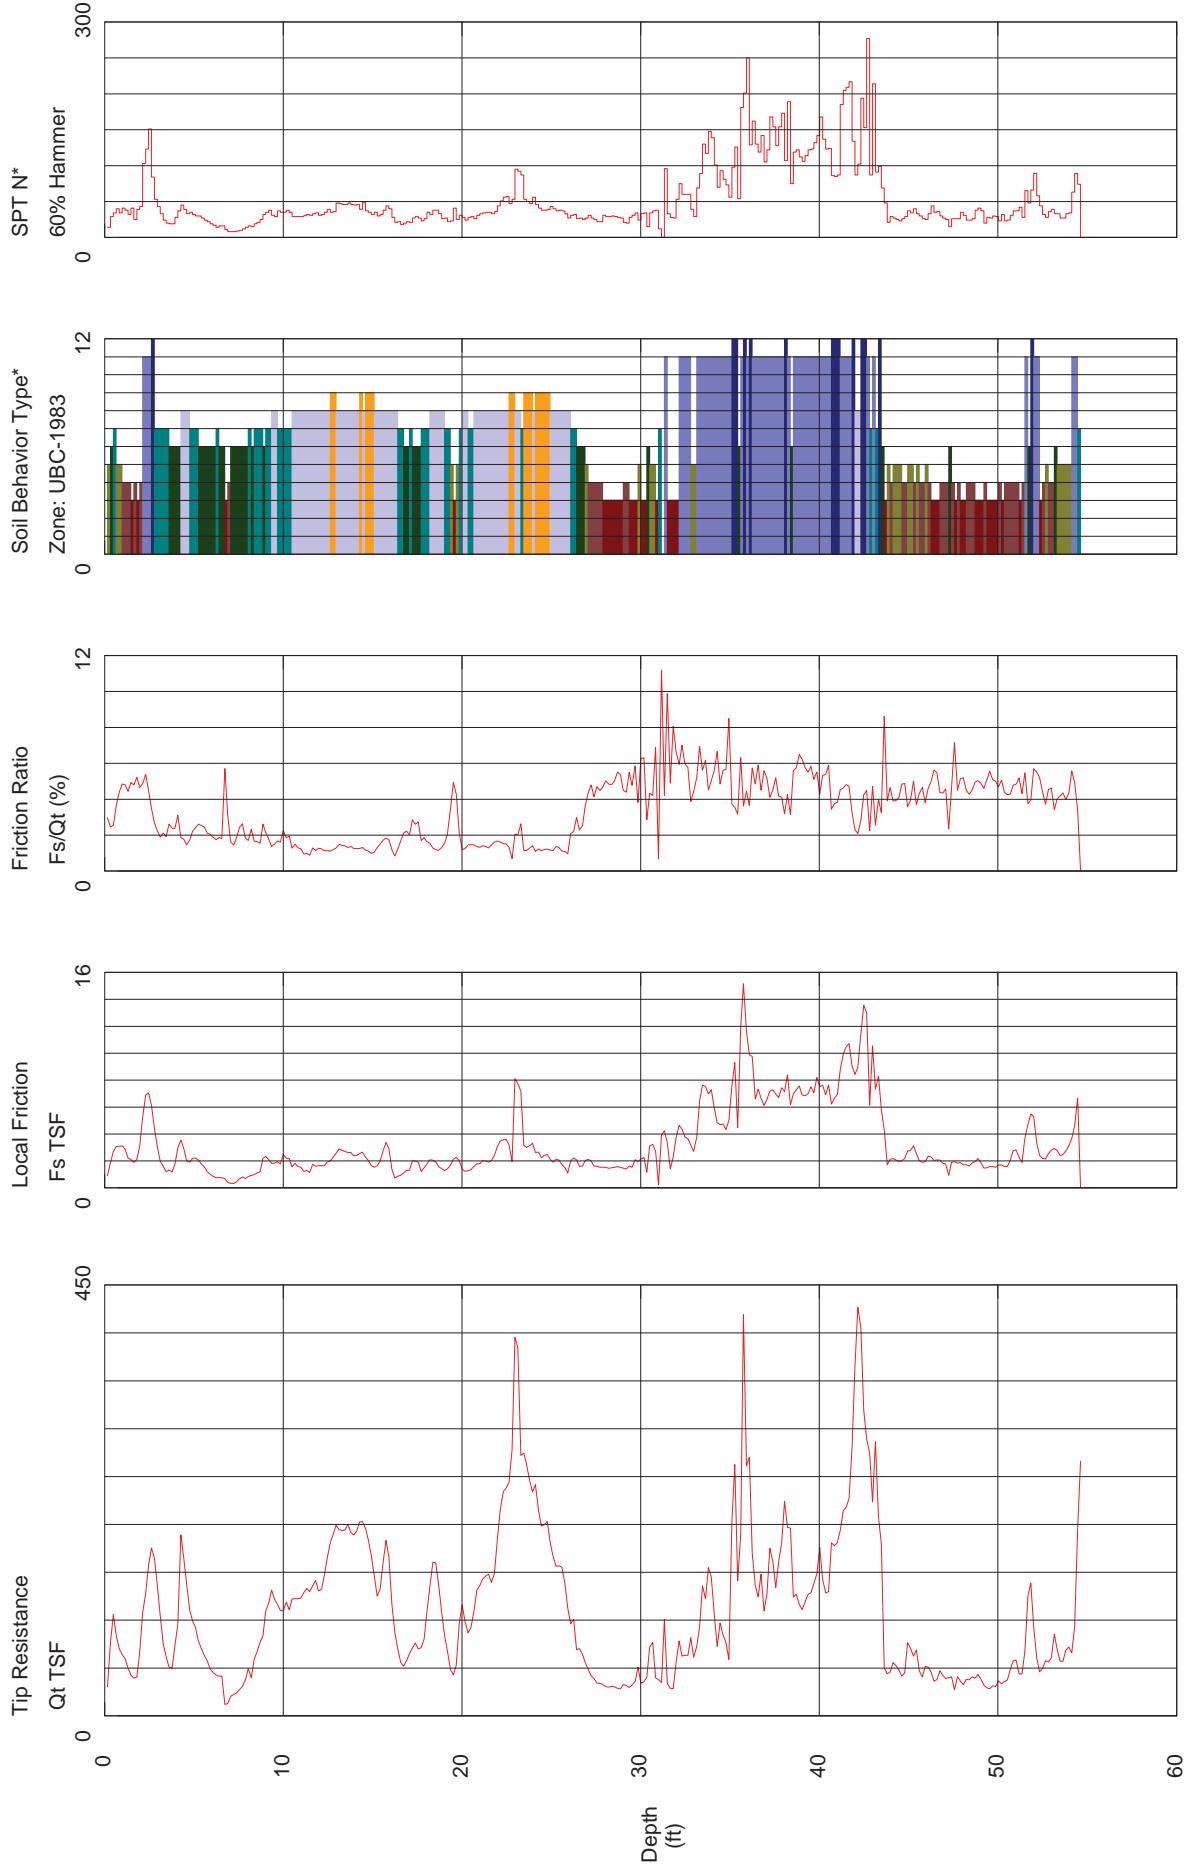 Tip Resistance
Qt TSF
0
450
Local Friction
Fs TSF
0
16
Friction Ratio
Fs/Qt (%)
0
12
Soil Behavior Type*
Zone: UBC-1983
0
12
SPT N*
60% Hammer
0
300
0
10
20
30
40
50
60
Depth
(ft)